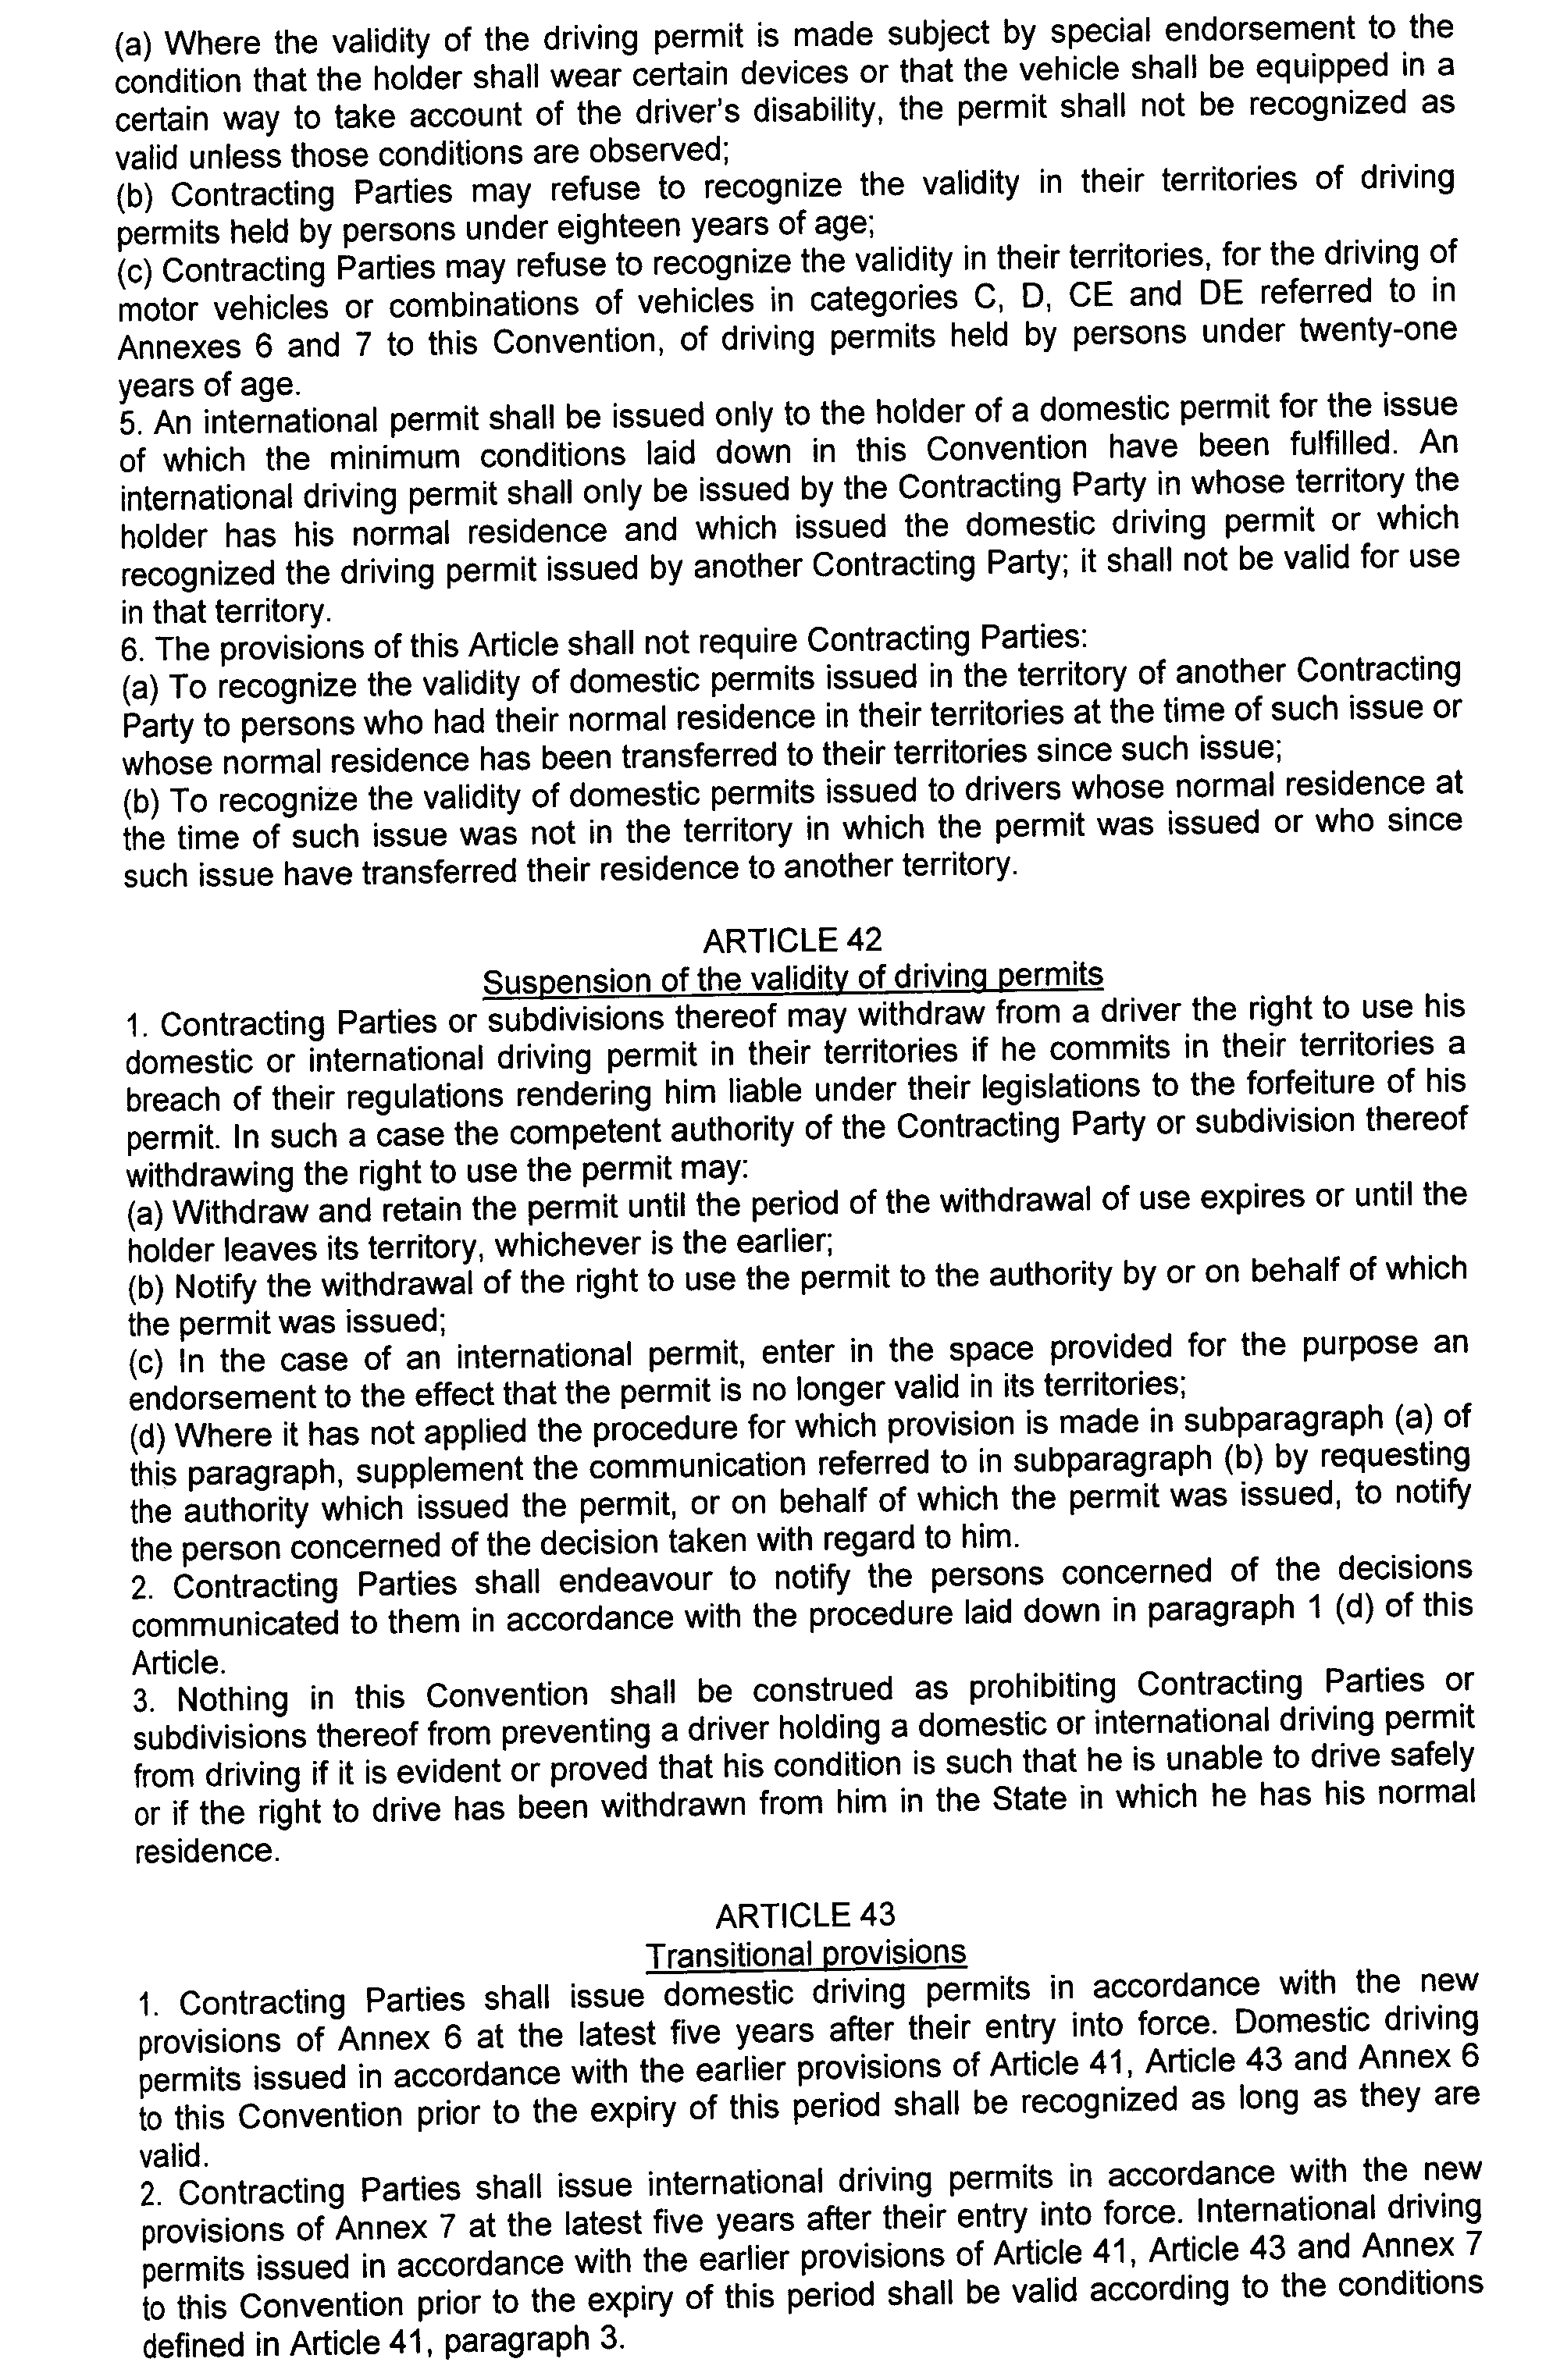 (a) Where the validity of the driving permit is made subject by special endorsement to the
condition that the holder shall wear certain devices or that the vehicle shall be equipped in a
certain way to take account of the driver's disability, the permit shall not be recognized as
valid unless those conditions are observed;
(b) Contracting Parties may refuse to recognize the validity in their territories of driving
permits held by persons under eighteen years of age;
(c) Contracting Parties may refuse to recognize the validity in their territories, for the driving of
motor vehicles or combinations of vehicles in categories C, D, CE and DE referred to in
Annexes 6 and 7 to this Convention, of driving permits held by persons under twenty-one
years of age.
5. An international permit shall be issued only to the holder of a domestic permit for the issue
of which the minimum conditions laid down in this Convention have been fulfilled. An
international driving permit shall only be issued by the Contracting Party in whose territory the
holder has his normal residence and which issued the domestic driving permit or which
recognized the driving permit issued by another Contracting Party; it shall not be valid for use
in that territory.
6. The provisions of this Article shall not require Contracting Parties:
(a) To recognize the validity of domestic permits issued in the territory of another Contracting
Party to persons who had their normal residence in their territories at the time of such issue or
whose normal residence has been transferred to their territories since such issue;
(b) To recognize the validity of domestic permits issued to drivers whose normal residence at
the time of such issue was not in the territory in which the permit was issued or who since
such issue have transferred their residence to another territory.
ARTICLE 42
Suspension of the validity of driving permits
1. Contracting Parties or subdivisions thereof may withdraw from a driver the right to use his
domestic or international driving permit in their territories if he commits in their territories a
breach of their regulations rendering him liable under their legislations to the forfeiture of his
permit. In such a case the competent authority of the Contracting Party or subdivision thereof
withdrawing the right to use the permit may:
(a) Withdraw and retain the permit until the period of the withdrawal of use expires or until the
holder leaves its territory, whichever is the earlier;
(b) Notify the withdrawal of the right to use the permit to the authority by or on behalf of which
the permit was issued;
(c) In the case of an international permit, enter in the space provided for the purpose an
endorsement to the effect that the permit is no longer valid in its territories;
(d) Where it has not applied the procedure for which provision is made in subparagraph (a) of
this paragraph, supplement the communication referred to in subparagraph (b) by requesting
the authority which issued the permit, or on behalf of which the permit was issued, to notify
the person concerned of the decision taken with regard to him.
2. Contracting Parties shall endeavour to notify the persons concerned of the decisions
communicated to them in accordance with the procedure laid down in paragraph 1 (d) of this
Article.
3. Nothing in this Convention shall be construed as prohibiting Contracting Parties or
subdivisions thereof from preventing a driver holding a domestic or international driving permit
from driving if it is evident or proved that his condition is such that he is unable to drive safely
or if the right to drive has been withdrawn from him in the State in which he has his normal
residence.
ARTICLE 43
Transitional provisions
1. Contracting Parties shall issue domestic driving permits in accordance with the new
provisions of Annex 6 at the latest five years after their entry into force. Domestic driving
permits issued in accordance with the earlier provisions of Article 41, Article 43 and Annex 6
to this Convention prior to the expiry of this period shall be recognized as long as they are
valid.
2. Contracting Parties shall issue international driving permits in accordance with the new
provisions of Annex 7 at the latest five years after their entry into force. International driving
permits issued in accordance with the earlier provisions of Article 41, Article 43 and Annex 7
to this Convention prior to the expiry of this period shall be valid according to the conditions
defined in Article 41, paragraph 3.